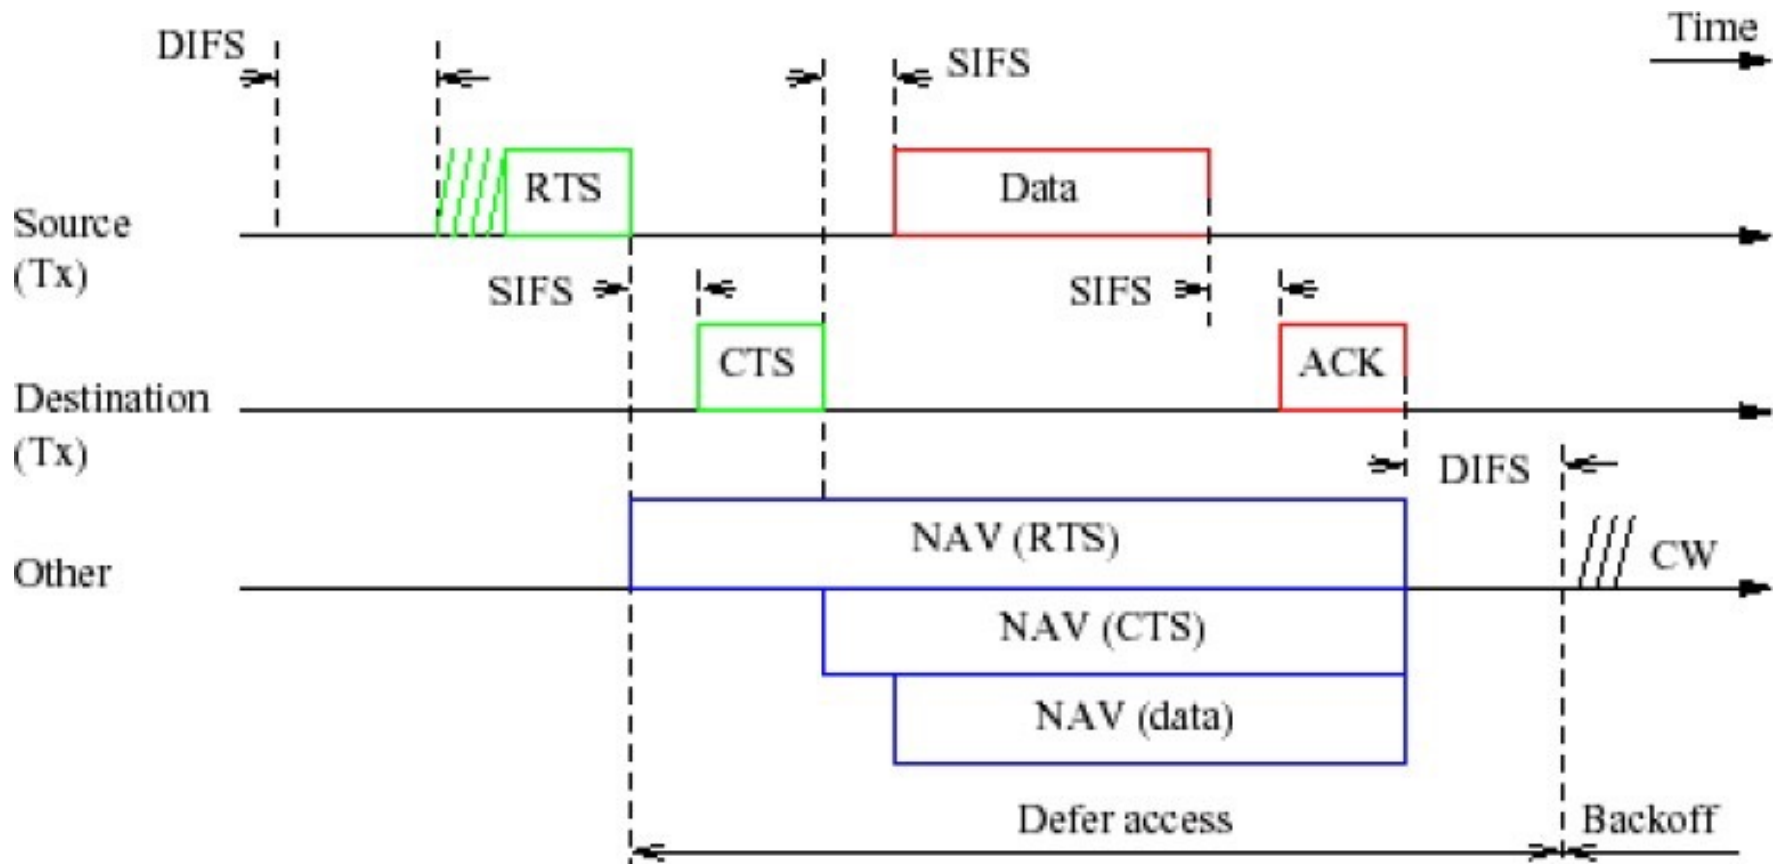 Time
DIFS
SIFS
RTS
Data
Source
(Tx)
SIFS
SIFS
CTS
ACK
Destination
(Tx)
DIFS
NAV (RTS)
Other
CW
NAV (CTS)
NAV (data)
Defer access
Backoff